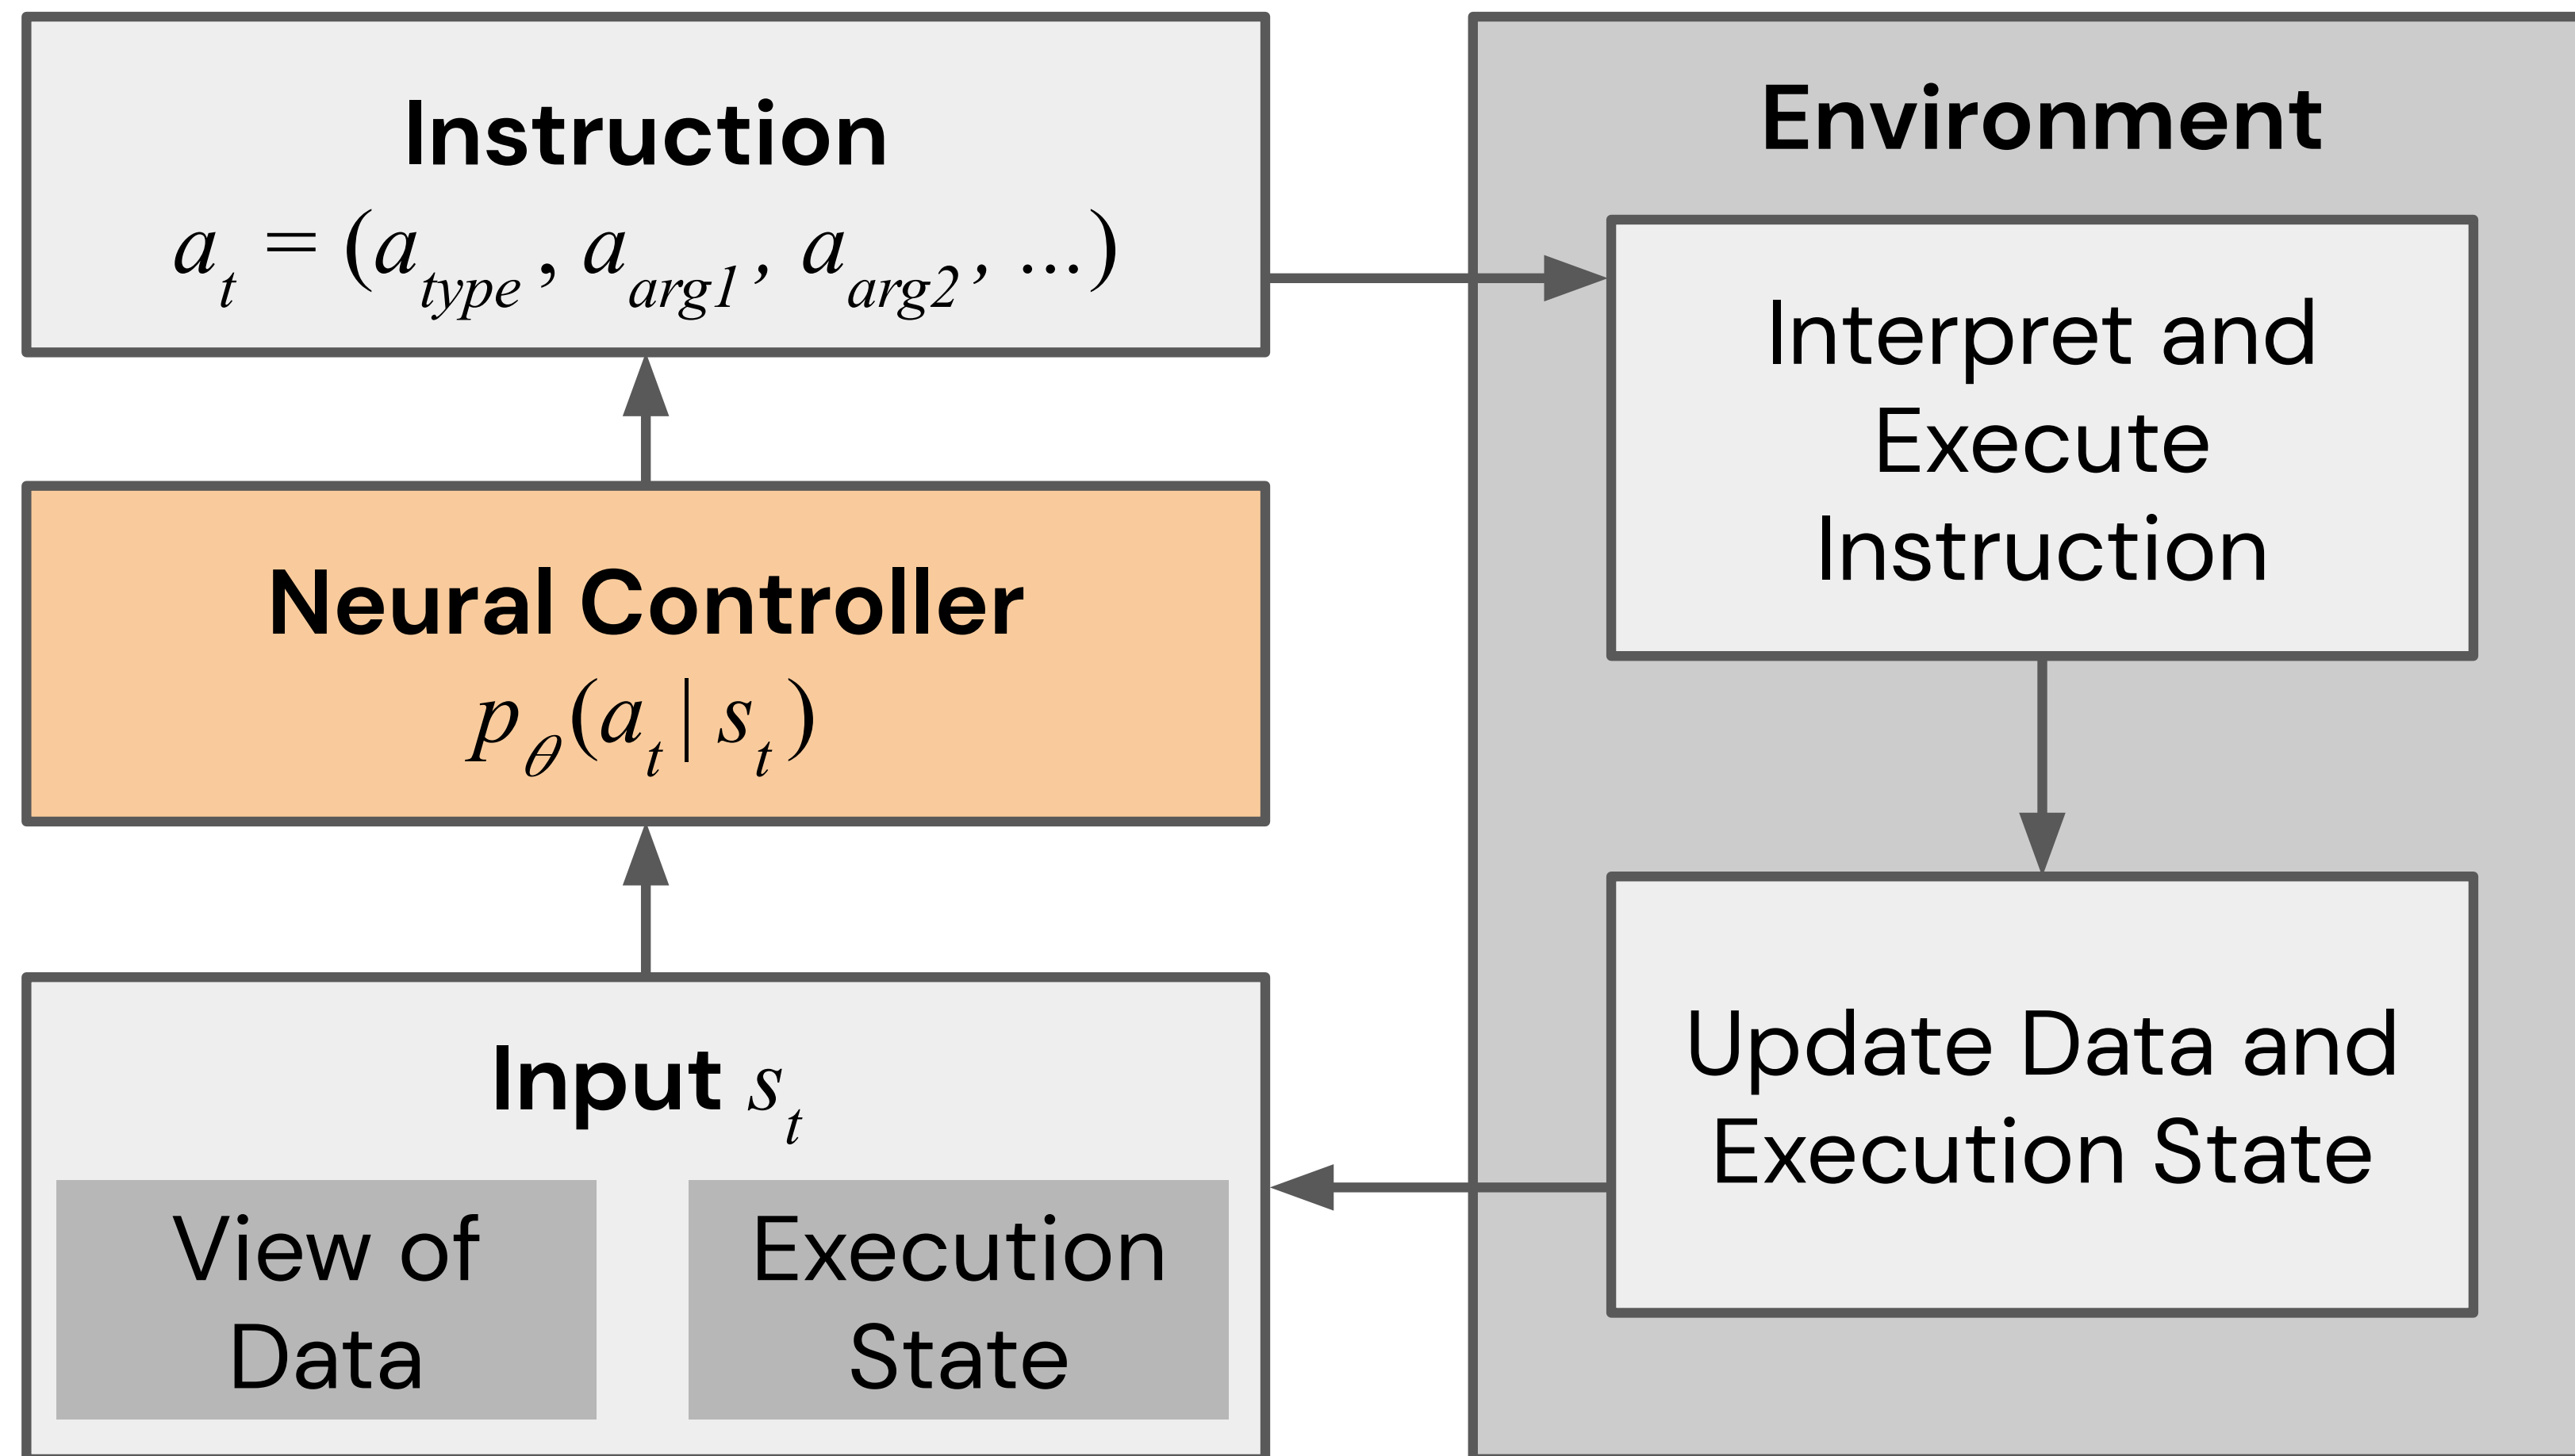 Instruction
a_t = (a_type, a_arg1, a_arg2, ...)
Neural Controller
p_θ(a_t | s_t)
Input s_t
View of
Data
Execution
State
Environment
Interpret and
Execute
Instruction
Update Data and
Execution State